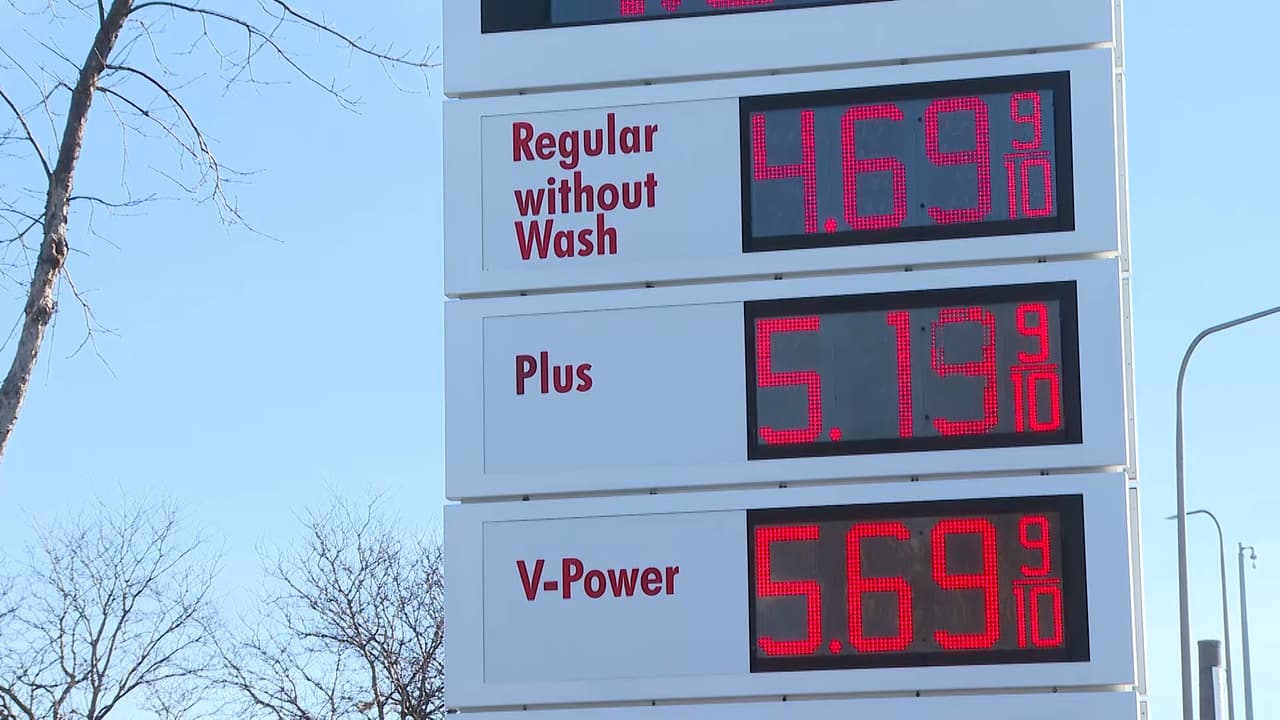 Regular
without
Wash
4.69 9/10
Plus
5.19 9/10
V-Power
5.69 9/10